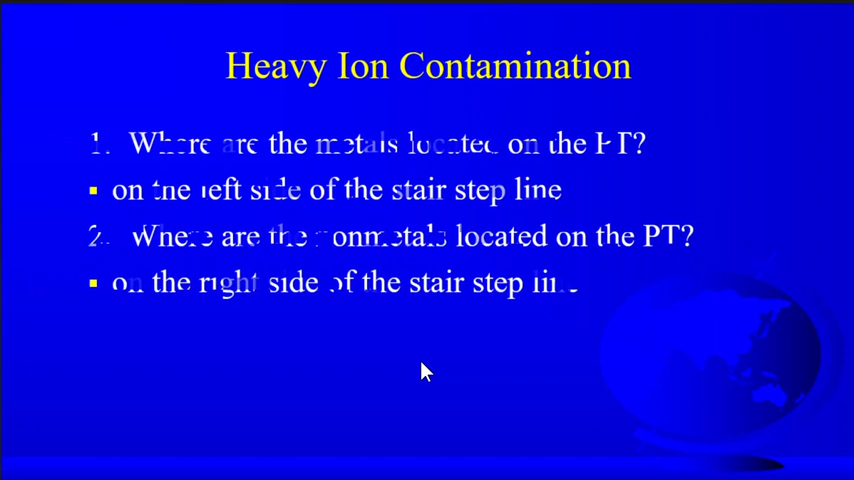 Heavy Ion Contamination
1. Where are the metals located on the PT?
▪ on the left side of the stair step line
2. Where are the nonmetals located on the PT?
▪ on the right side of the stair step line